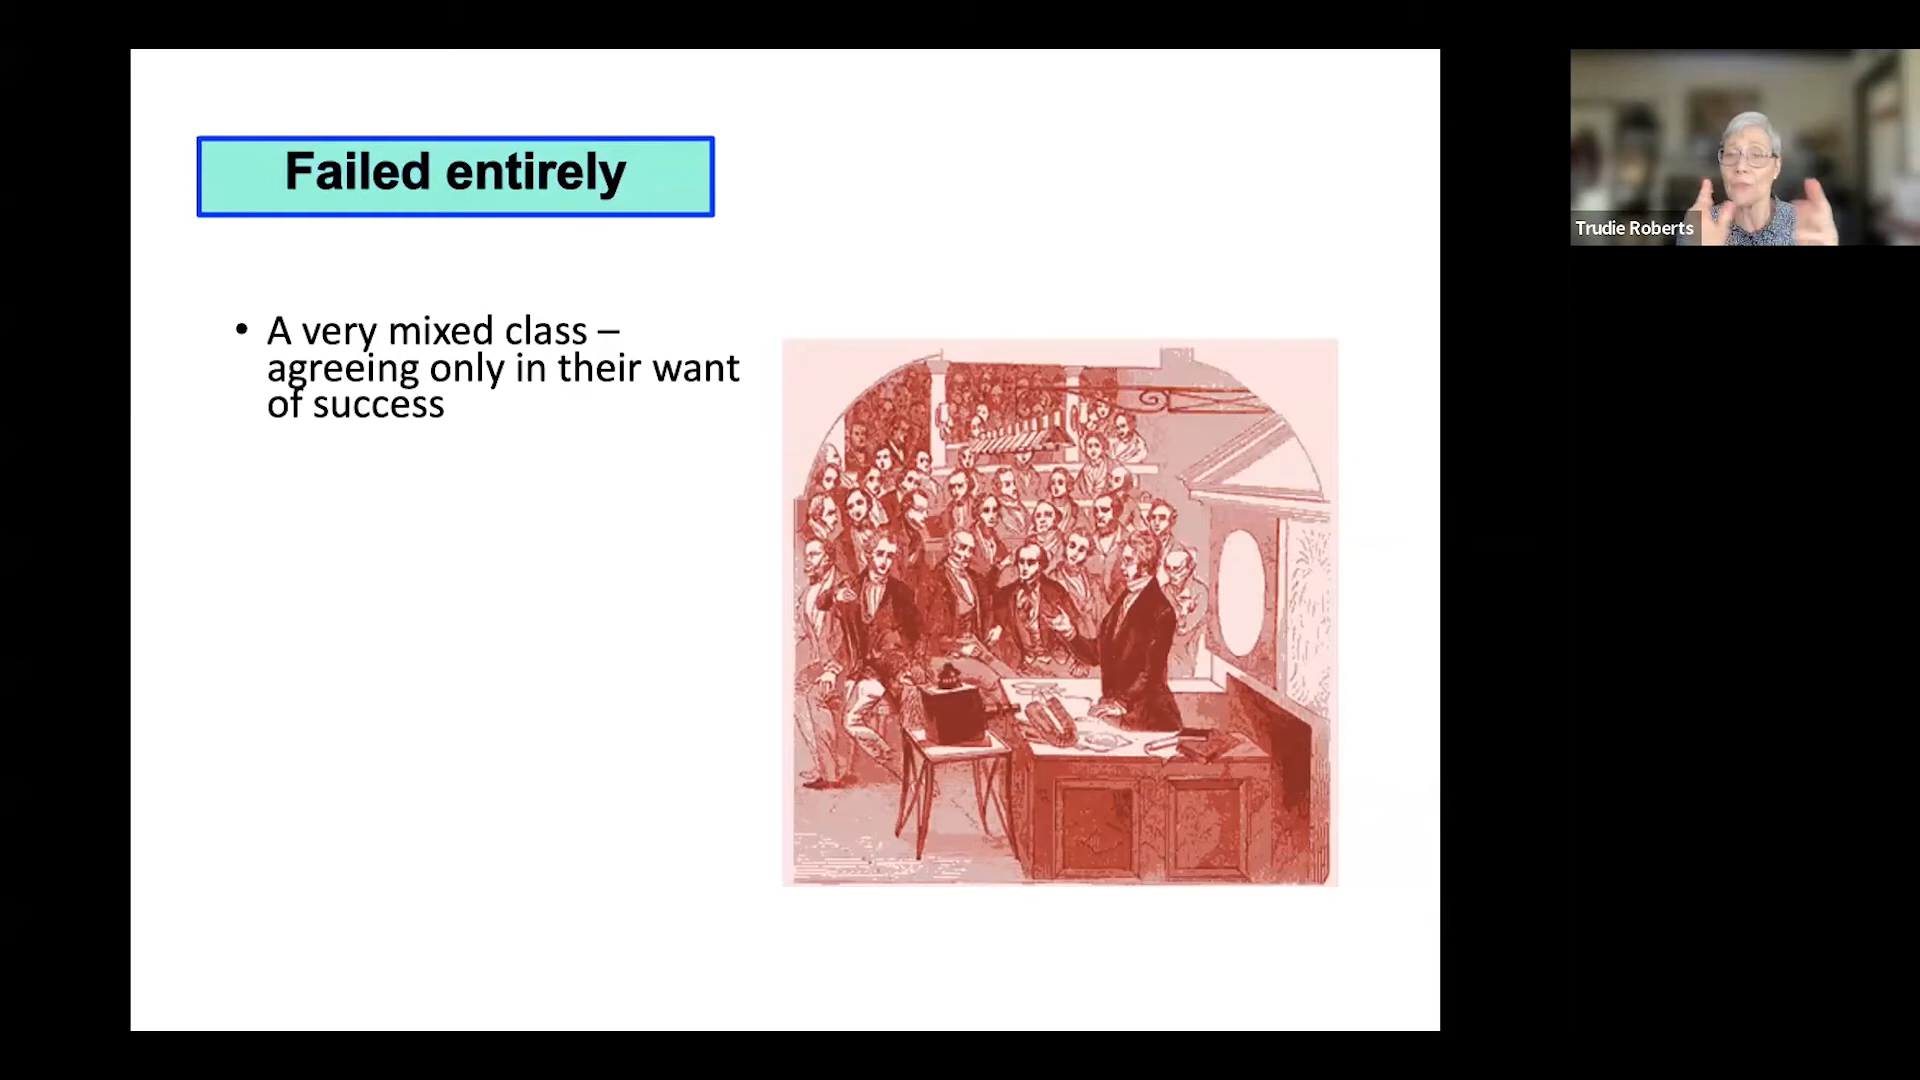 Failed entirely
• A very mixed class –
agreeing only in their want
of success
Trudie Roberts